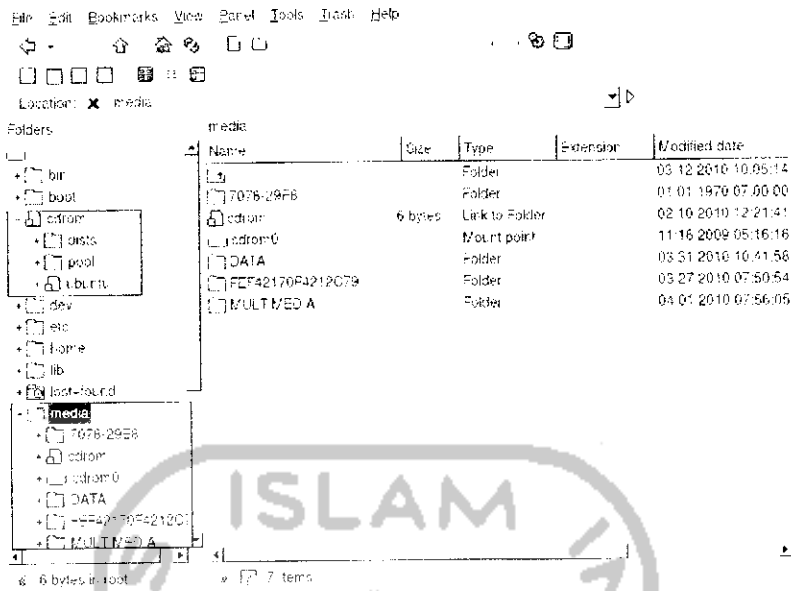 File Edit Bookmarks View Panel Tools Trash Help
Location: media
Folders
media
Name Size Type Extension Modified date
Folder 03 12 2010 10:05:14
7078-29E8 Folder 01 01 1970 07:00:00
cdrom 6 bytes Link to Folder 02 10 2010 12:21:41
cdrom0 Mount point 11 16 2009 05:16:16
DATA Folder 03 31 2010 10:41:58
FEF42170F4212C79 Folder 03 27 2010 07:50:54
MULTIMEDIA Folder 04 01 2010 07:56:05
bin
boot
cdrom
dists
pool
ubuntu
dev
etc
home
lib
lost-found
media
7078-29E8
cdrom
cdrom0
DATA
FEF42170F4212C7
MULTIMEDIA
6 bytes in root
7 items
ISLAM